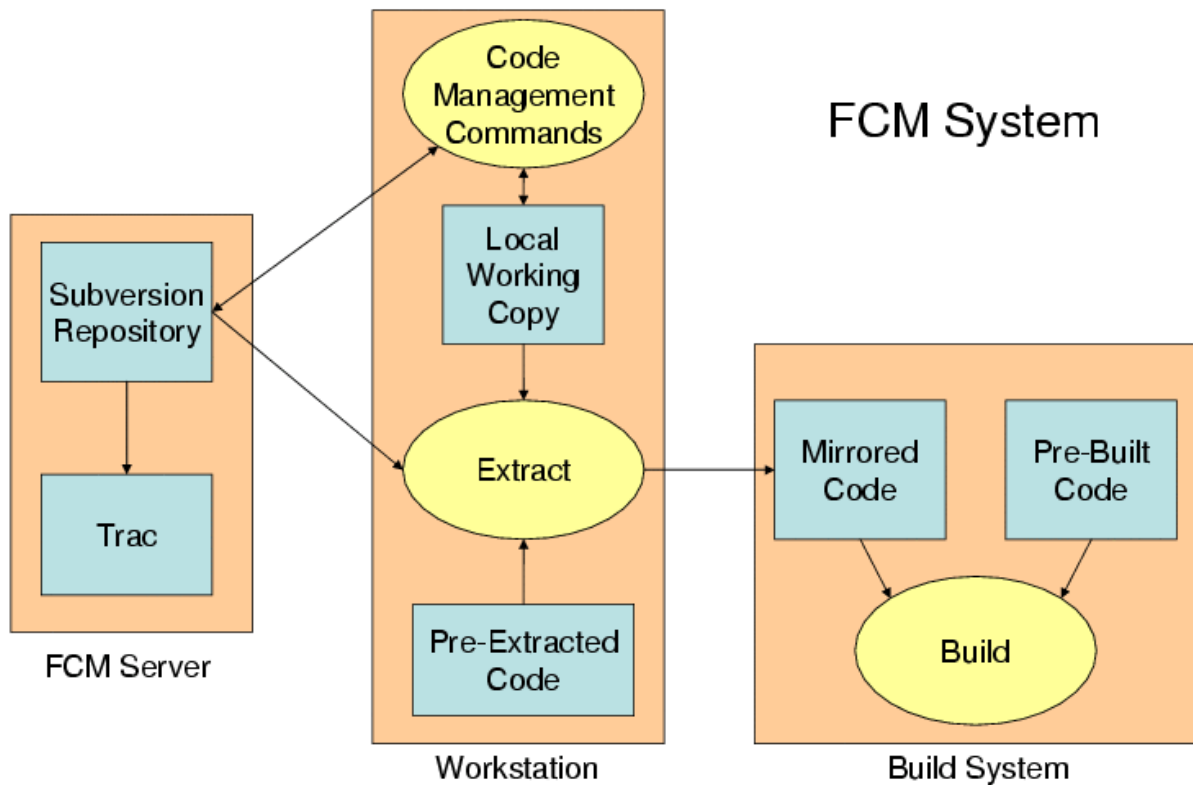 FCM System
Code
Management
Commands
Subversion
Repository
Local
Working
Copy
Trac
Extract
Mirrored
Code
Pre-Built
Code
Pre-Extracted
Code
Build
FCM Server
Workstation
Build System